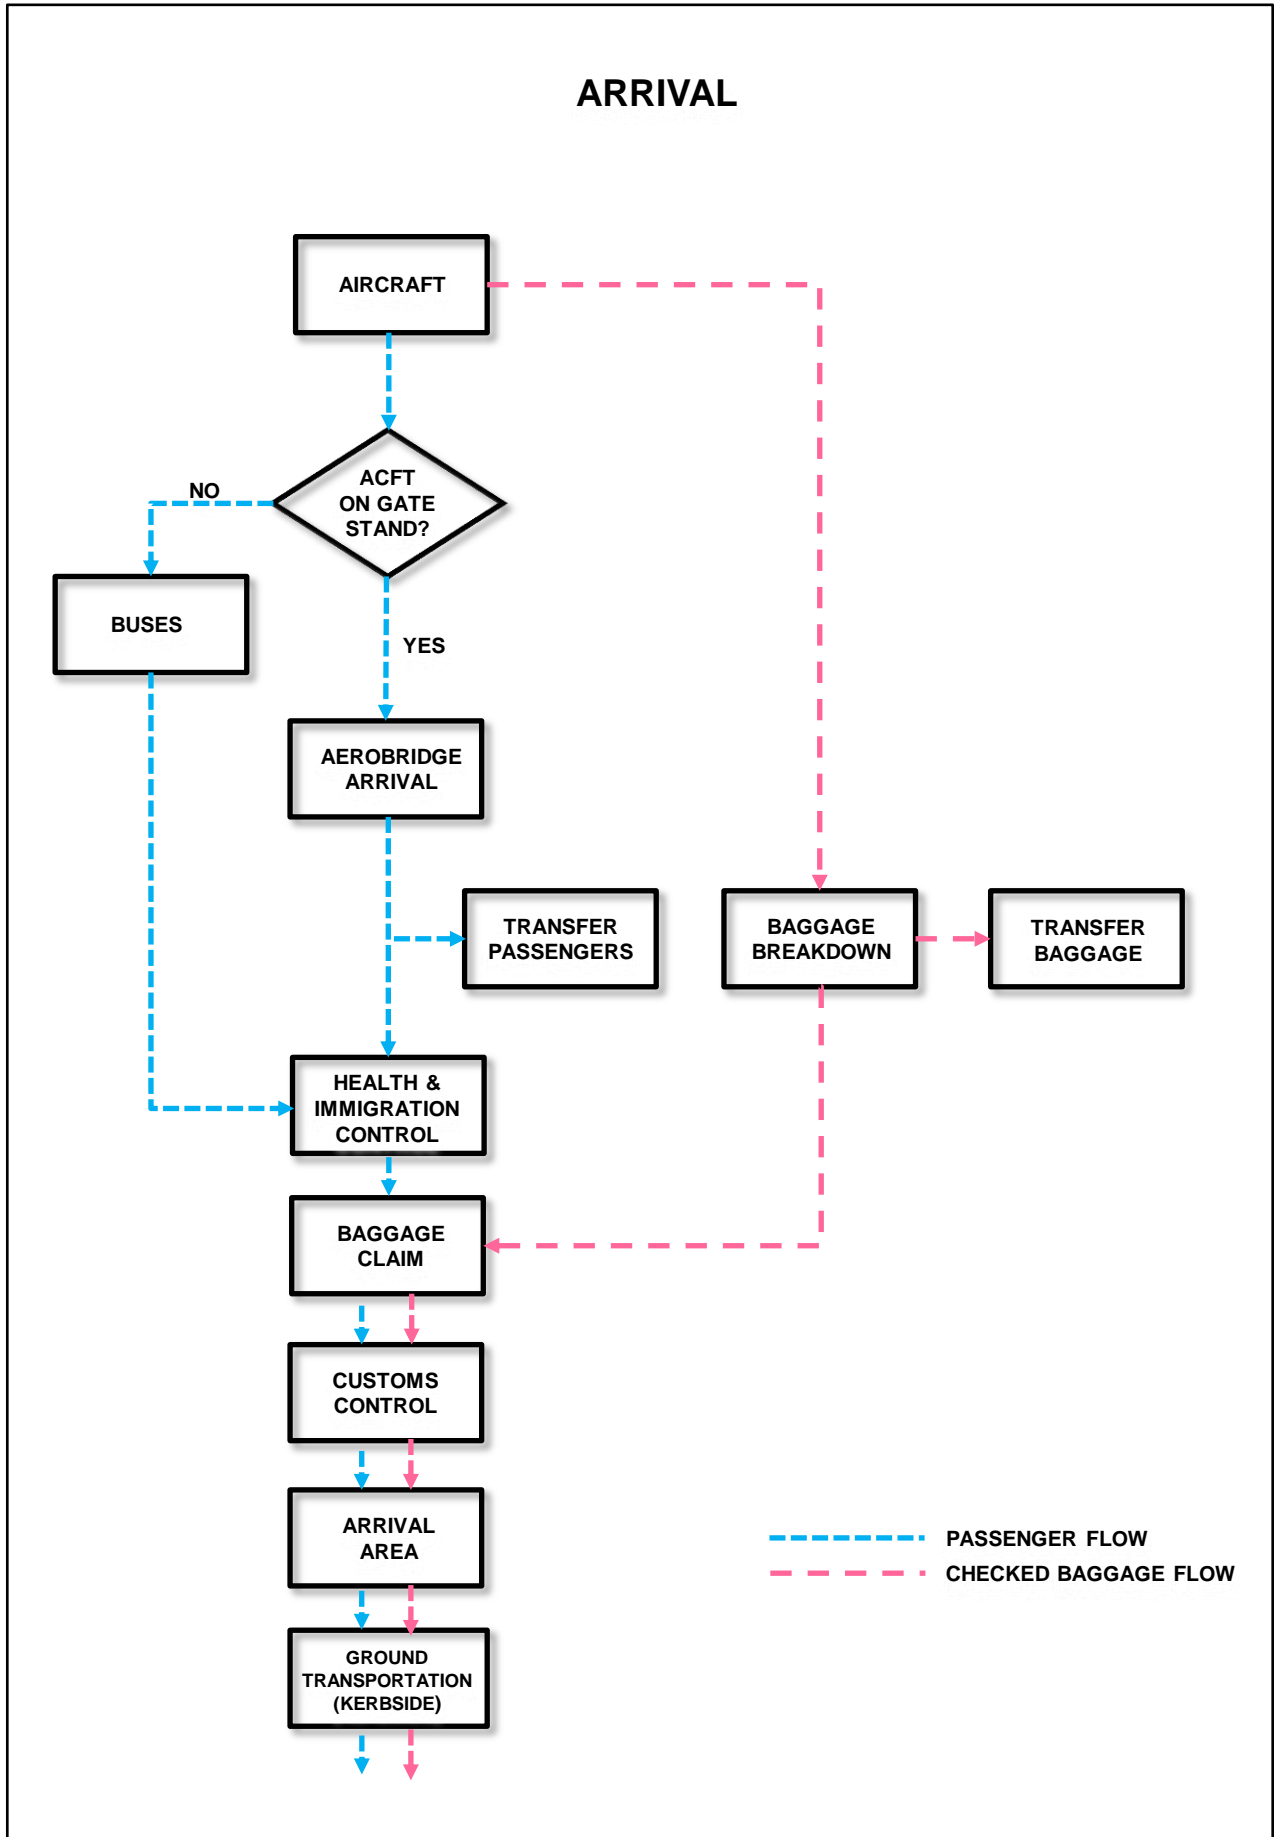 ARRIVAL
AIRCRAFT
ACFT
ON GATE
STAND?
NO
BUSES
YES
AEROBRIDGE
ARRIVAL
TRANSFER
PASSENGERS
BAGGAGE
BREAKDOWN
TRANSFER
BAGGAGE
HEALTH &
IMMIGRATION
CONTROL
BAGGAGE
CLAIM
CUSTOMS
CONTROL
ARRIVAL
AREA
PASSENGER FLOW
CHECKED BAGGAGE FLOW
GROUND
TRANSPORTATION
(KERBSIDE)